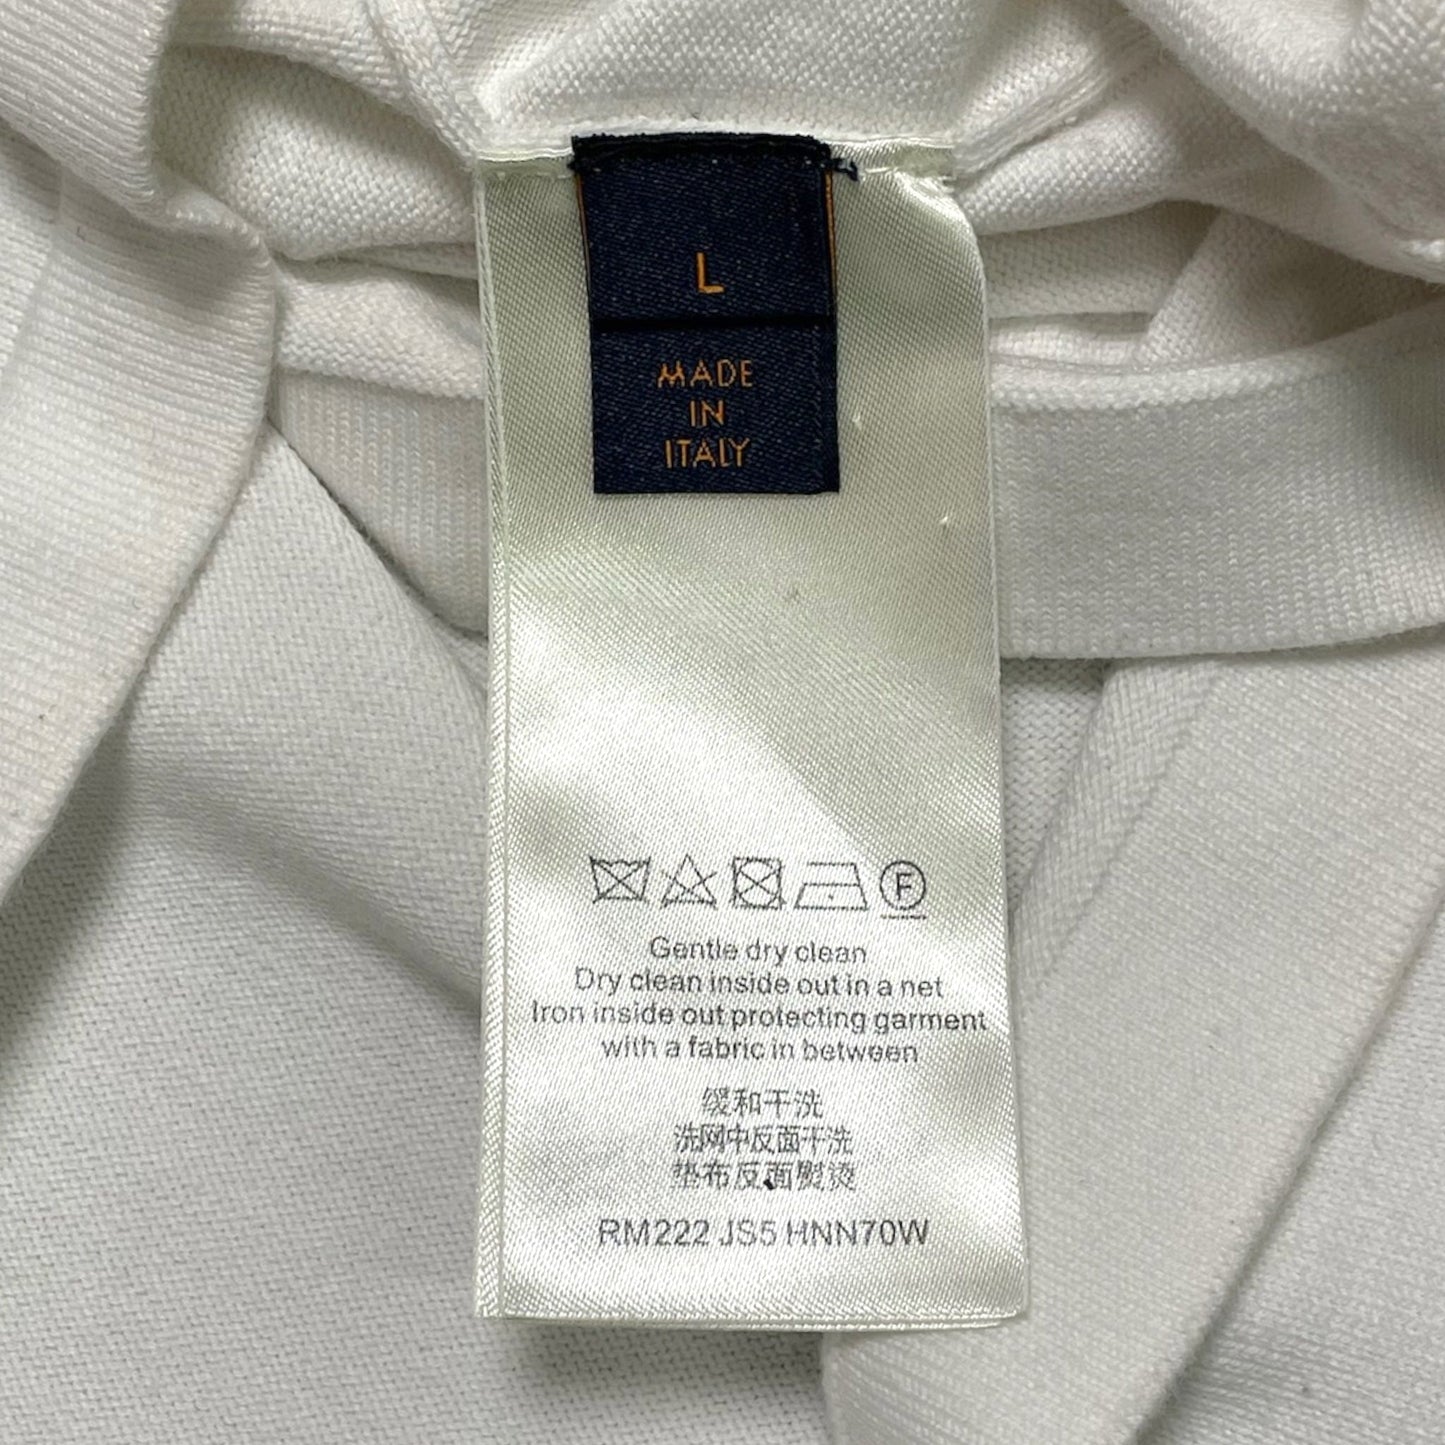 L
MADE
IN
ITALY
F
Gentle dry clean
Dry clean inside out in a net
Iron inside out protecting garment
with a fabric in between
缓和干洗
洗网中反面干洗
垫布反面熨烫
RM222 JS5 HNN70W